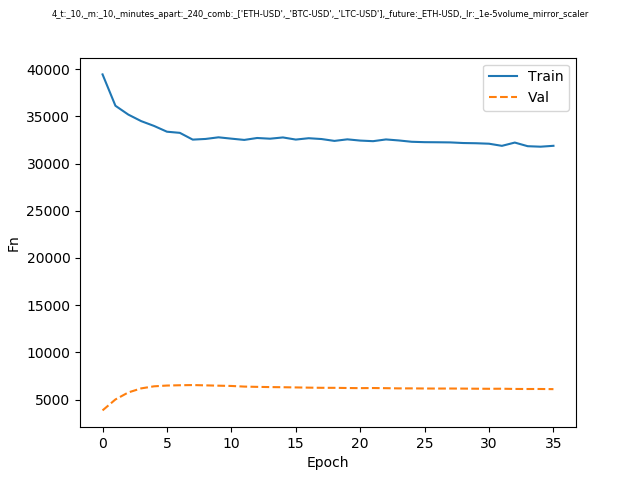 4_t:_10,_m:_10,_minutes_apart:_240_comb:_['ETH-USD',_'BTC-USD',_'LTC-USD'],_future:_ETH-USD,_lr:_1e-5volume_mirror_scaler
Train
Val
40000
35000
30000
25000
20000
15000
10000
5000
Fn
0 5 10 15 20 25 30 35
Epoch